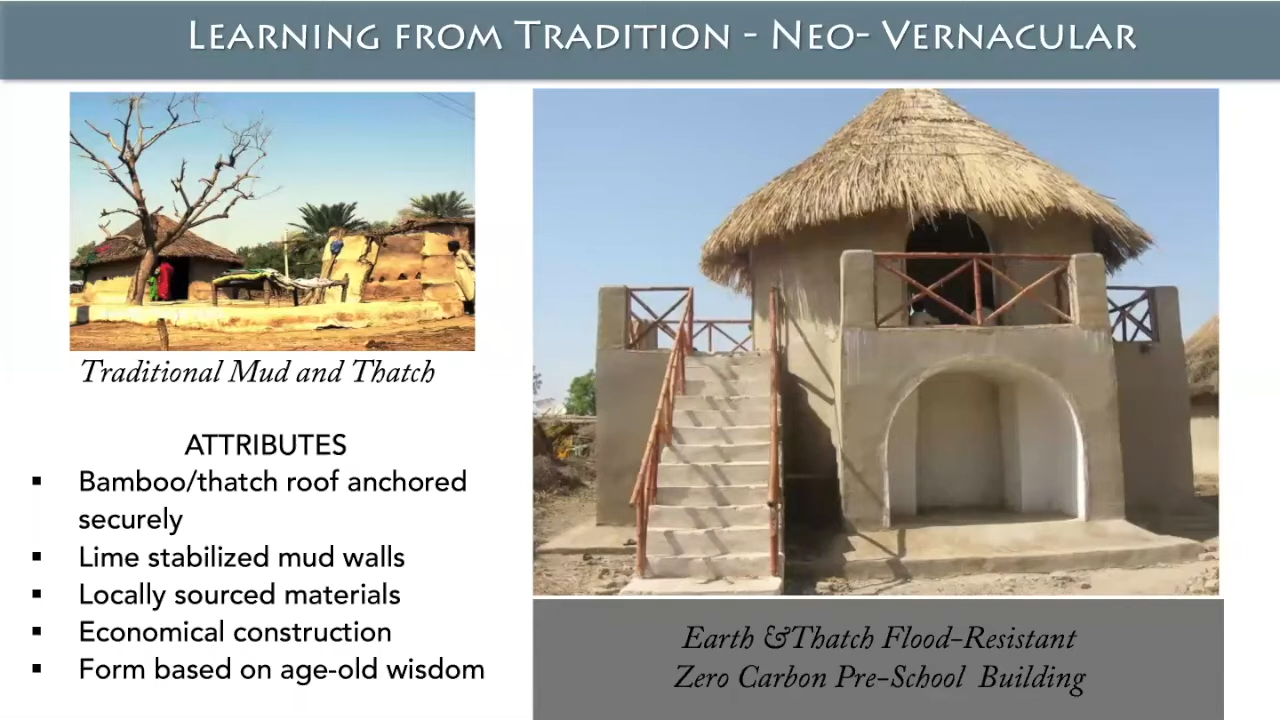 LEARNING FROM TRADITION - NEO- VERNACULAR
Traditional Mud and Thatch
ATTRIBUTES
▪ Bamboo/thatch roof anchored
securely
▪ Lime stabilized mud walls
▪ Locally sourced materials
▪ Economical construction
▪ Form based on age-old wisdom
Earth &Thatch Flood-Resistant
Zero Carbon Pre-School Building